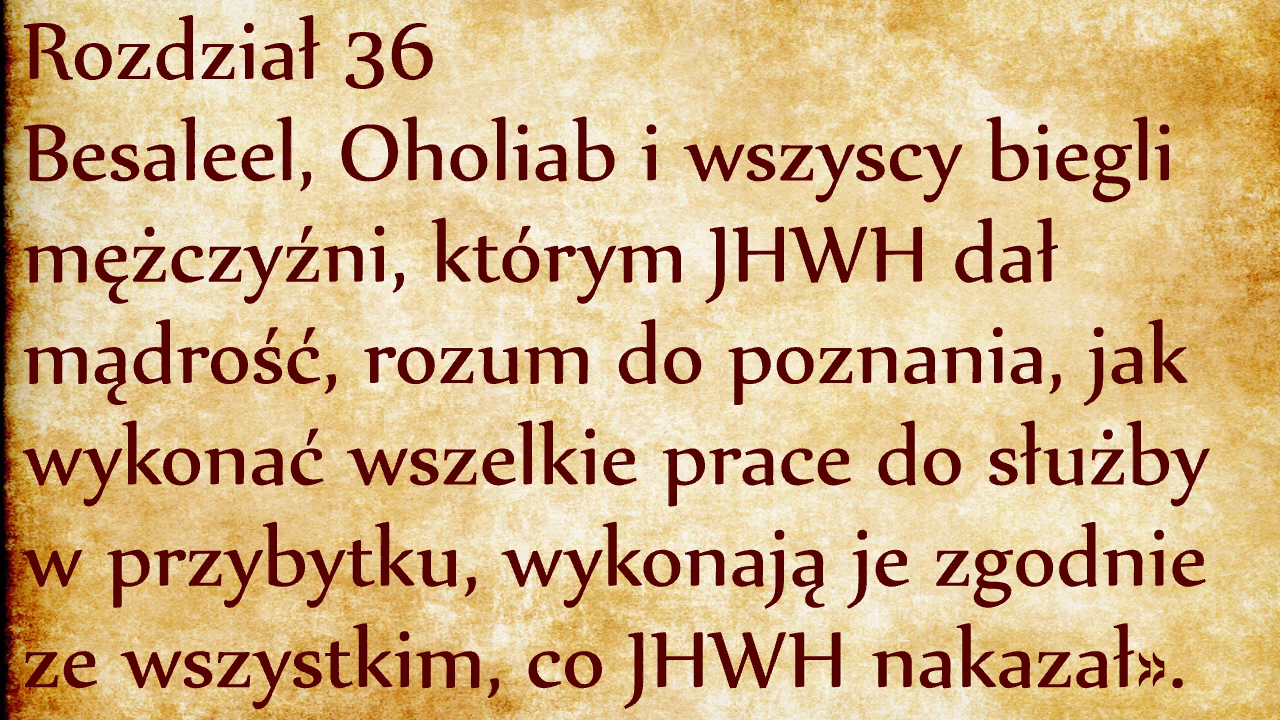 Rozdział 36
Besaleel, Oholiab i wszyscy biegli
mężczyźni, którym JHWH dał
mądrość, rozum do poznania, jak
wykonać wszelkie prace do służby
w przybytku, wykonają je zgodnie
ze wszystkim, co JHWH nakazał».